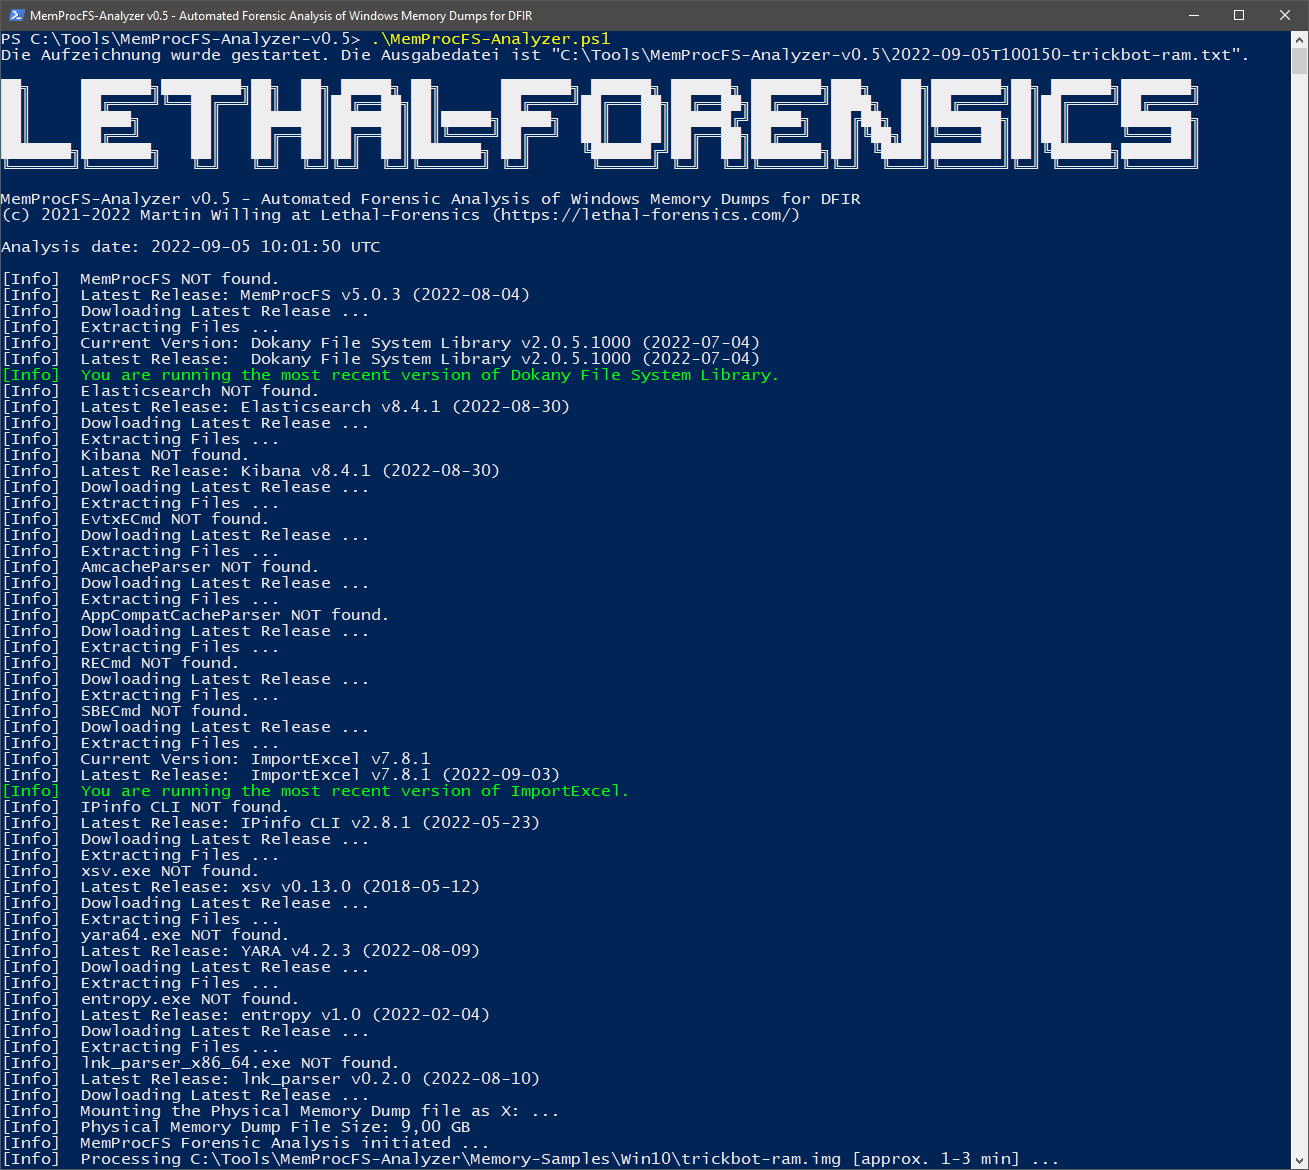 MemProcFS-Analyzer v0.5 - Automated Forensic Analysis of Windows Memory Dumps for DFIR
PS C:\Tools\MemProcFS-Analyzer-v0.5> .\MemProcFS-Analyzer.ps1
Die Aufzeichnung wurde gestartet. Die Ausgabedatei ist "C:\Tools\MemProcFS-Analyzer-v0.5\2022-09-05T100150-trickbot-ram.txt".
LETHAL-FORENSICS
MemProcFS-Analyzer v0.5 - Automated Forensic Analysis of Windows Memory Dumps for DFIR
(c) 2021-2022 Martin Willing at Lethal-Forensics (https://lethal-forensics.com/)
Analysis date: 2022-09-05 10:01:50 UTC
[Info]  MemProcFS NOT found.
[Info]  Latest Release: MemProcFS v5.0.3 (2022-08-04)
[Info]  Dowloading Latest Release ...
[Info]  Extracting Files ...
[Info]  Current Version: Dokany File System Library v2.0.5.1000 (2022-07-04)
[Info]  Latest Release:  Dokany File System Library v2.0.5.1000 (2022-07-04)
[Info]  You are running the most recent version of Dokany File System Library.
[Info]  Elasticsearch NOT found.
[Info]  Latest Release: Elasticsearch v8.4.1 (2022-08-30)
[Info]  Dowloading Latest Release ...
[Info]  Extracting Files ...
[Info]  Kibana NOT found.
[Info]  Latest Release: Kibana v8.4.1 (2022-08-30)
[Info]  Dowloading Latest Release ...
[Info]  Extracting Files ...
[Info]  EvtxECmd NOT found.
[Info]  Dowloading Latest Release ...
[Info]  Extracting Files ...
[Info]  AmcacheParser NOT found.
[Info]  Dowloading Latest Release ...
[Info]  Extracting Files ...
[Info]  AppCompatCacheParser NOT found.
[Info]  Dowloading Latest Release ...
[Info]  Extracting Files ...
[Info]  RECmd NOT found.
[Info]  Dowloading Latest Release ...
[Info]  Extracting Files ...
[Info]  SBECmd NOT found.
[Info]  Dowloading Latest Release ...
[Info]  Extracting Files ...
[Info]  Current Version: ImportExcel v7.8.1
[Info]  Latest Release:  ImportExcel v7.8.1 (2022-09-03)
[Info]  You are running the most recent version of ImportExcel.
[Info]  IPinfo CLI NOT found.
[Info]  Latest Release: IPinfo CLI v2.8.1 (2022-05-23)
[Info]  Dowloading Latest Release ...
[Info]  Extracting Files ...
[Info]  xsv.exe NOT found.
[Info]  Latest Release: xsv v0.13.0 (2018-05-12)
[Info]  Dowloading Latest Release ...
[Info]  Extracting Files ...
[Info]  yara64.exe NOT found.
[Info]  Latest Release: YARA v4.2.3 (2022-08-09)
[Info]  Dowloading Latest Release ...
[Info]  Extracting Files ...
[Info]  entropy.exe NOT found.
[Info]  Latest Release: entropy v1.0 (2022-02-04)
[Info]  Dowloading Latest Release ...
[Info]  Extracting Files ...
[Info]  lnk_parser_x86_64.exe NOT found.
[Info]  Latest Release: lnk_parser v0.2.0 (2022-08-10)
[Info]  Dowloading Latest Release ...
[Info]  Mounting the Physical Memory Dump file as X: ...
[Info]  Physical Memory Dump File Size: 9,00 GB
[Info]  MemProcFS Forensic Analysis initiated ...
[Info]  Processing C:\Tools\MemProcFS-Analyzer\Memory-Samples\Win10\trickbot-ram.img [approx. 1-3 min] ...